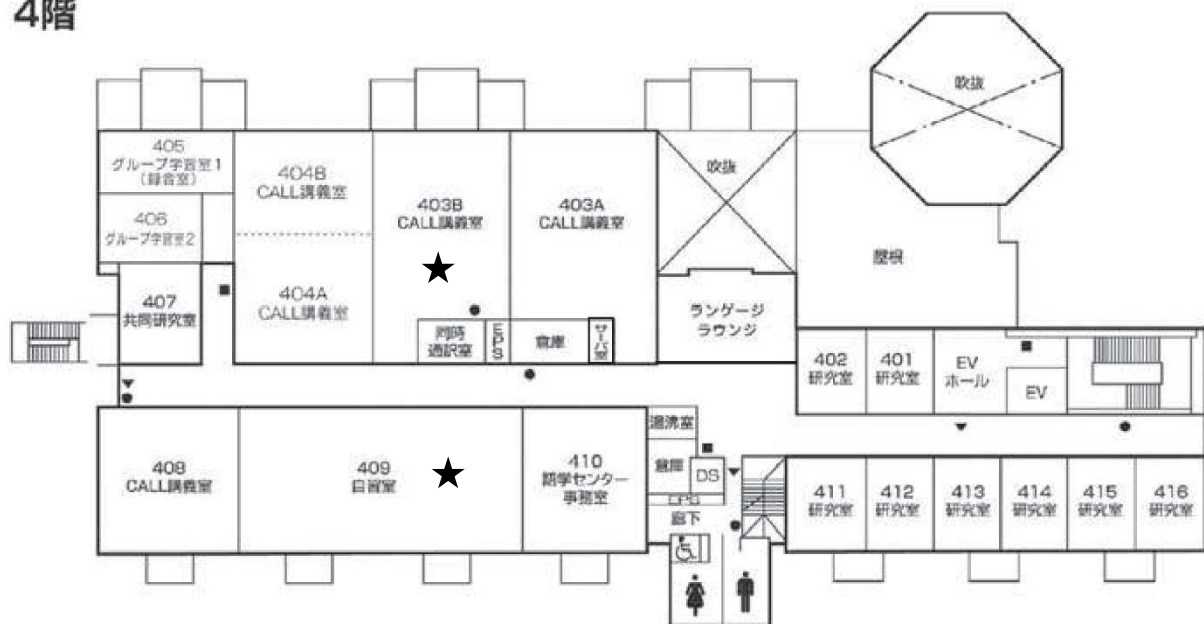 4階
吹抜
405
グループ学習室1
(録音室)
404B
CALL講義室
403B
CALL講義室
403A
CALL講義室
吹抜
406
グループ学習室2
屋根
404A
CALL講義室
407
共同研究室
ランゲージ
ラウンジ
同時
通訳室
EPS
倉庫
サーバ室
402
研究室
401
研究室
EV
ホール
EV
湯沸室
408
CALL講義室
409
自習室
410
語学センター
事務室
倉庫
DS
廊下
411
研究室
412
研究室
413
研究室
414
研究室
415
研究室
416
研究室